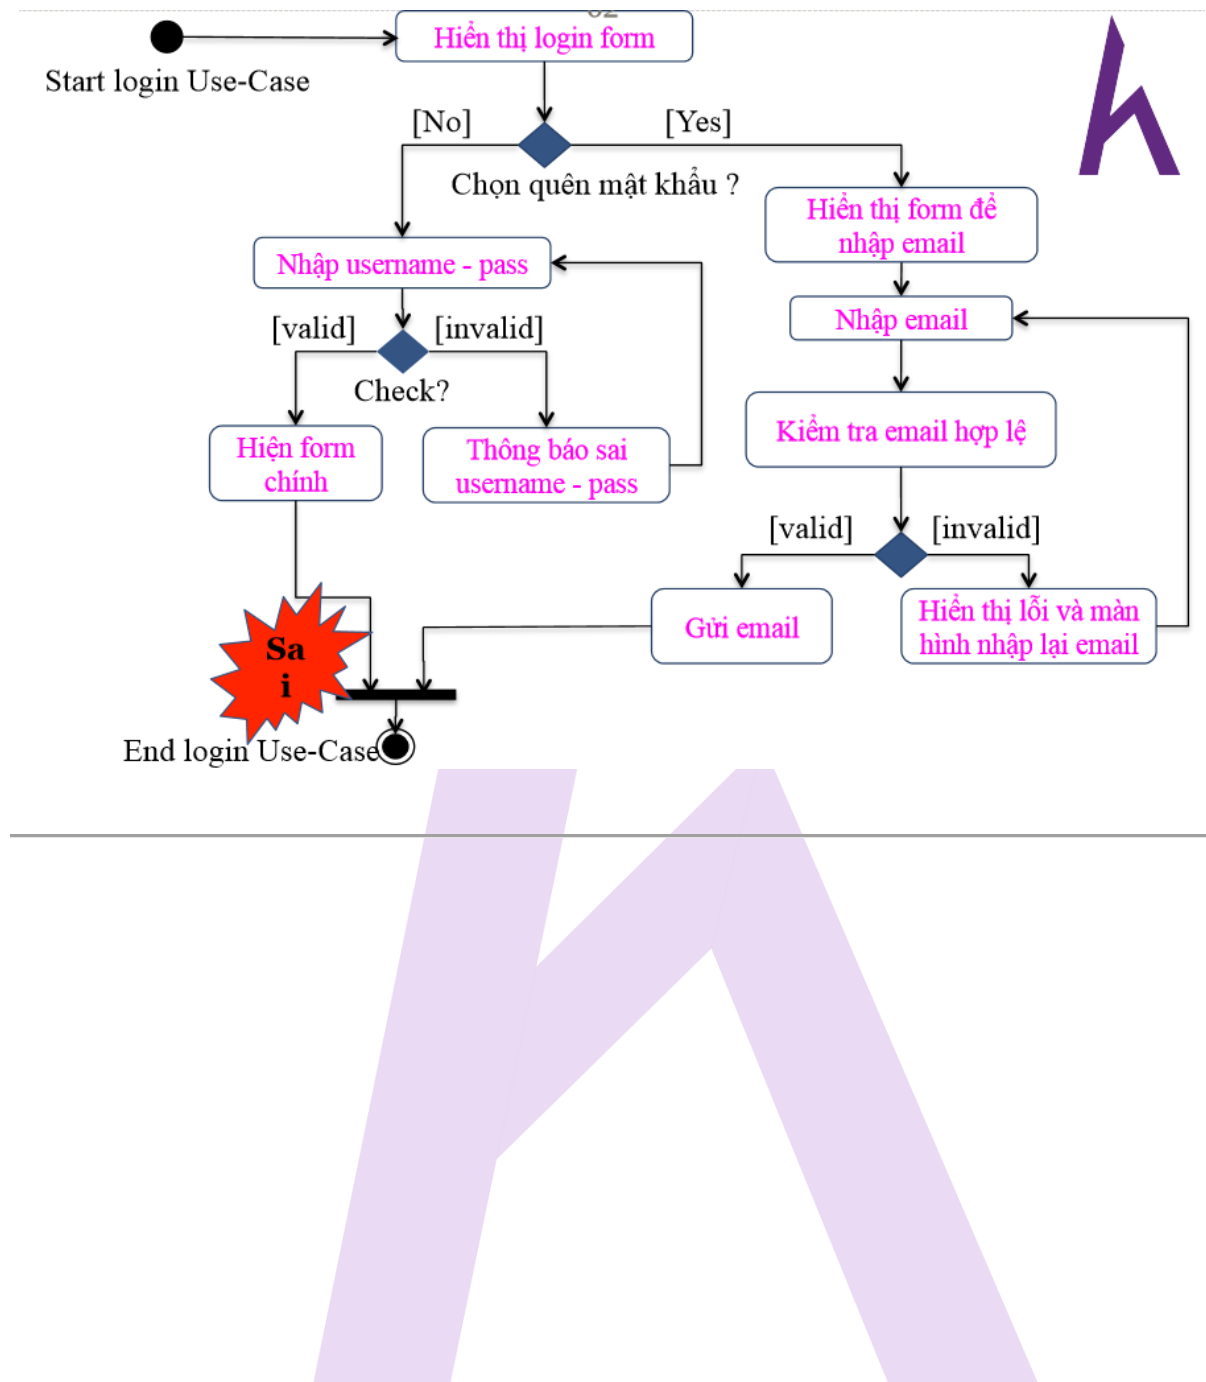 Hiển thị login form
Start login Use-Case
[No]
[Yes]
Chọn quên mật khẩu ?
Hiển thị form để
nhập email
Nhập username - pass
Nhập email
[valid]
[invalid]
Check?
Kiểm tra email hợp lệ
Hiện form
chính
Thông báo sai
username - pass
[valid]
[invalid]
Gửi email
Hiển thị lỗi và màn
hình nhập lại email
Sa
i
End login Use-Case